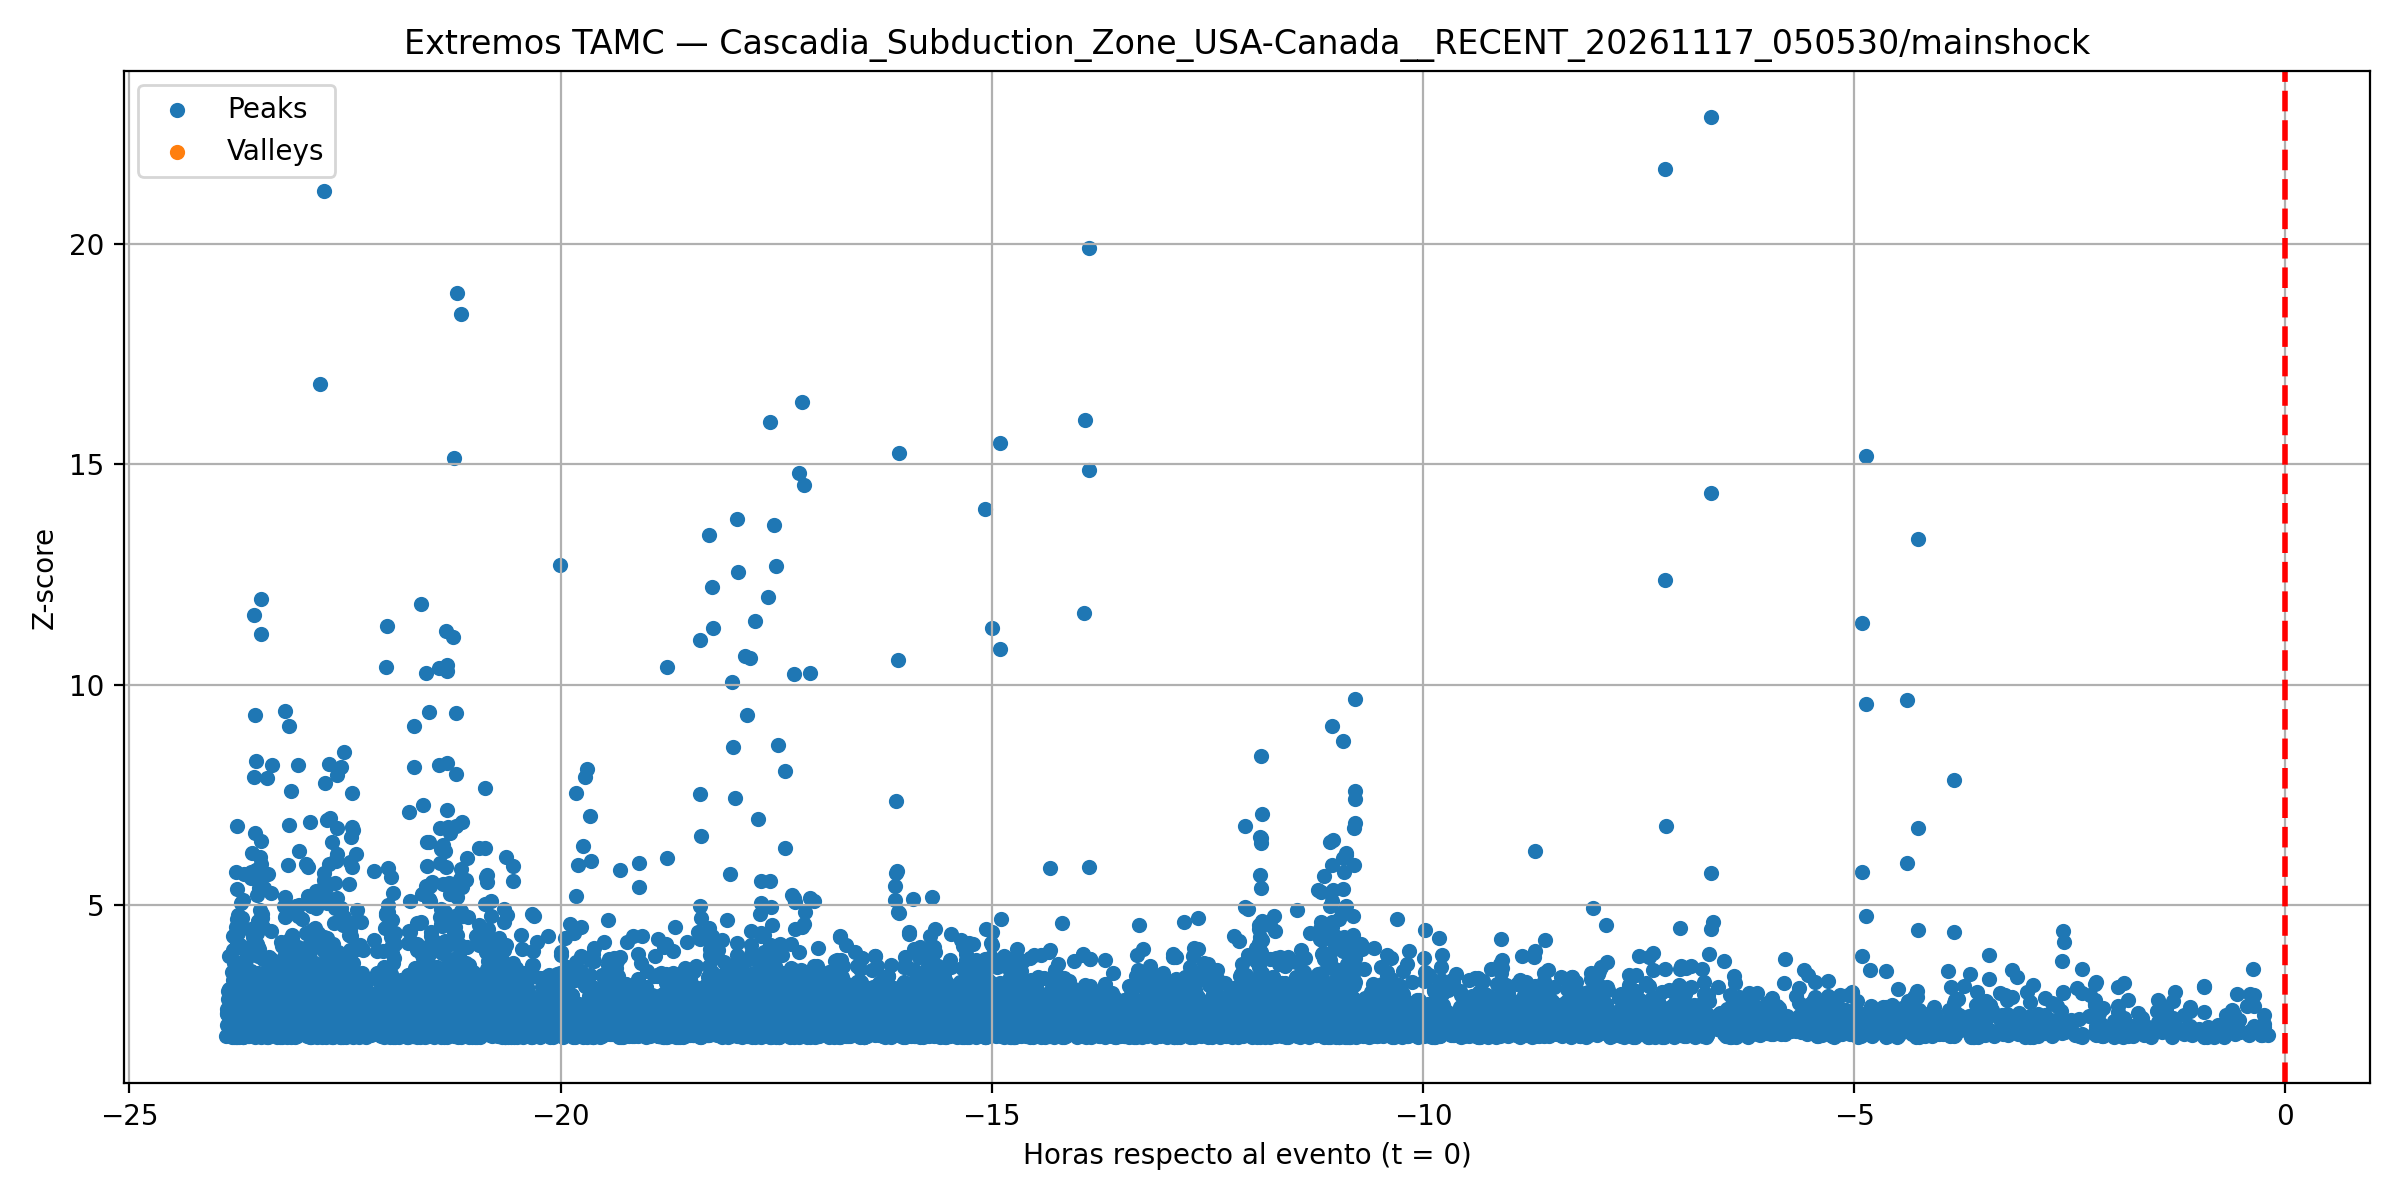 Extremos TAMC — Cascadia_Subduction_Zone_USA-Canada__RECENT_20261117_050530/mainshock
Peaks
Valleys
20
15
10
5
Z-score
−25 −20 −15 −10 −5 0
Horas respecto al evento (t = 0)